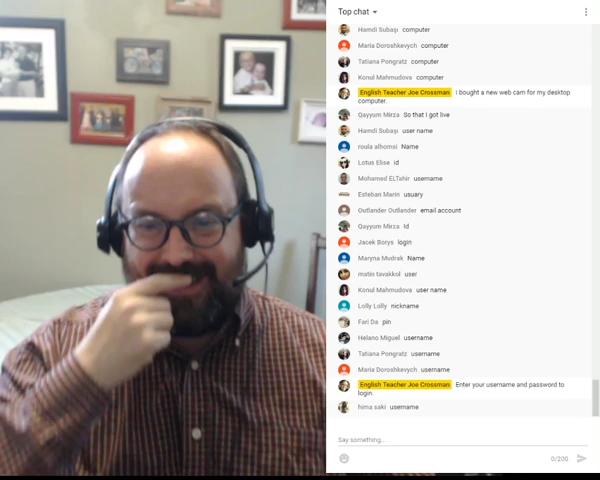 Top chat
Hamdi Subaşı computer
Maria Doroshkevych computer
Tatiana Pongratz computer
Konul Mahmudova computer
English Teacher Joe Crossman I bought a new web cam for my desktop
computer.
Qayyum Mirza So that I got live
Hamdi Subaşı user name
roula alhomsi Name
Lotus Elise id
Mohamed ELTahir username
Esteban Marin usuary
Outlander Outlander email account
Qayyum Mirza Id
Jacek Borys login
Maryna Mudrak Name
matin tavakkol user
Konul Mahmudova user name
Lolly Lolly nickname
Fari Da pin
Helano Miguel username
Tatiana Pongratz username
Maria Doroshkevych username
English Teacher Joe Crossman Enter your username and password to
login.
hima saki username
Say something...
0/200